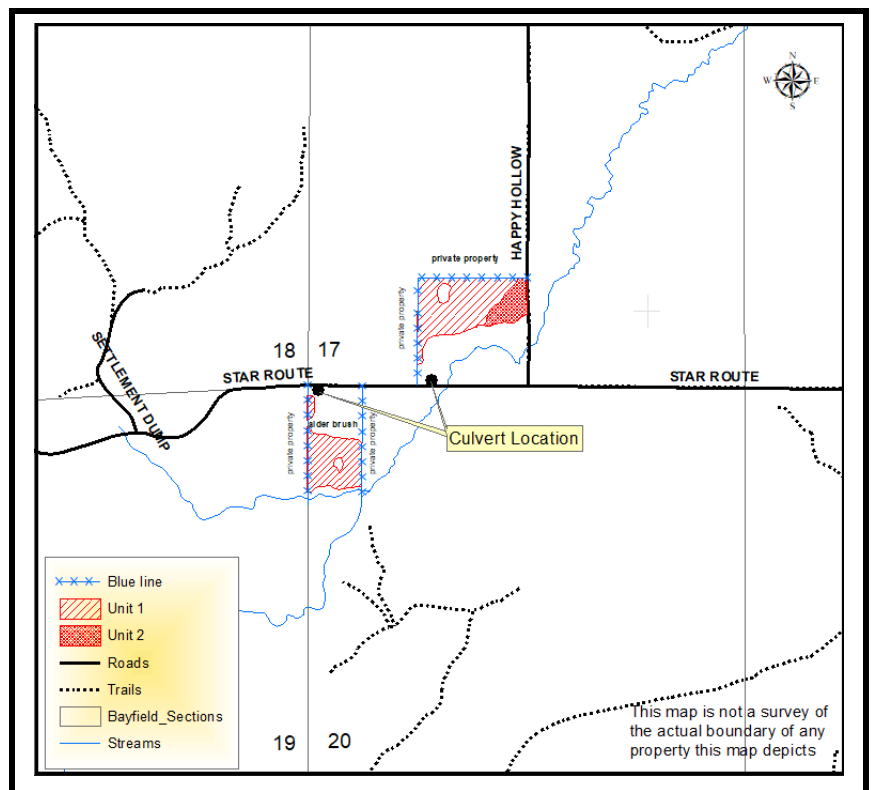 N
W E
S
HAPPY HOLLOW
private property
private property
18 17
SETTLEMENT DUMP
STAR ROUTE
STAR ROUTE
alder brush
private property
private property
Culvert Location
Blue line
Unit 1
Unit 2
Roads
Trails
Bayfield_Sections
Streams
19 20
This map is not a survey of
the actual boundary of any
property this map depicts